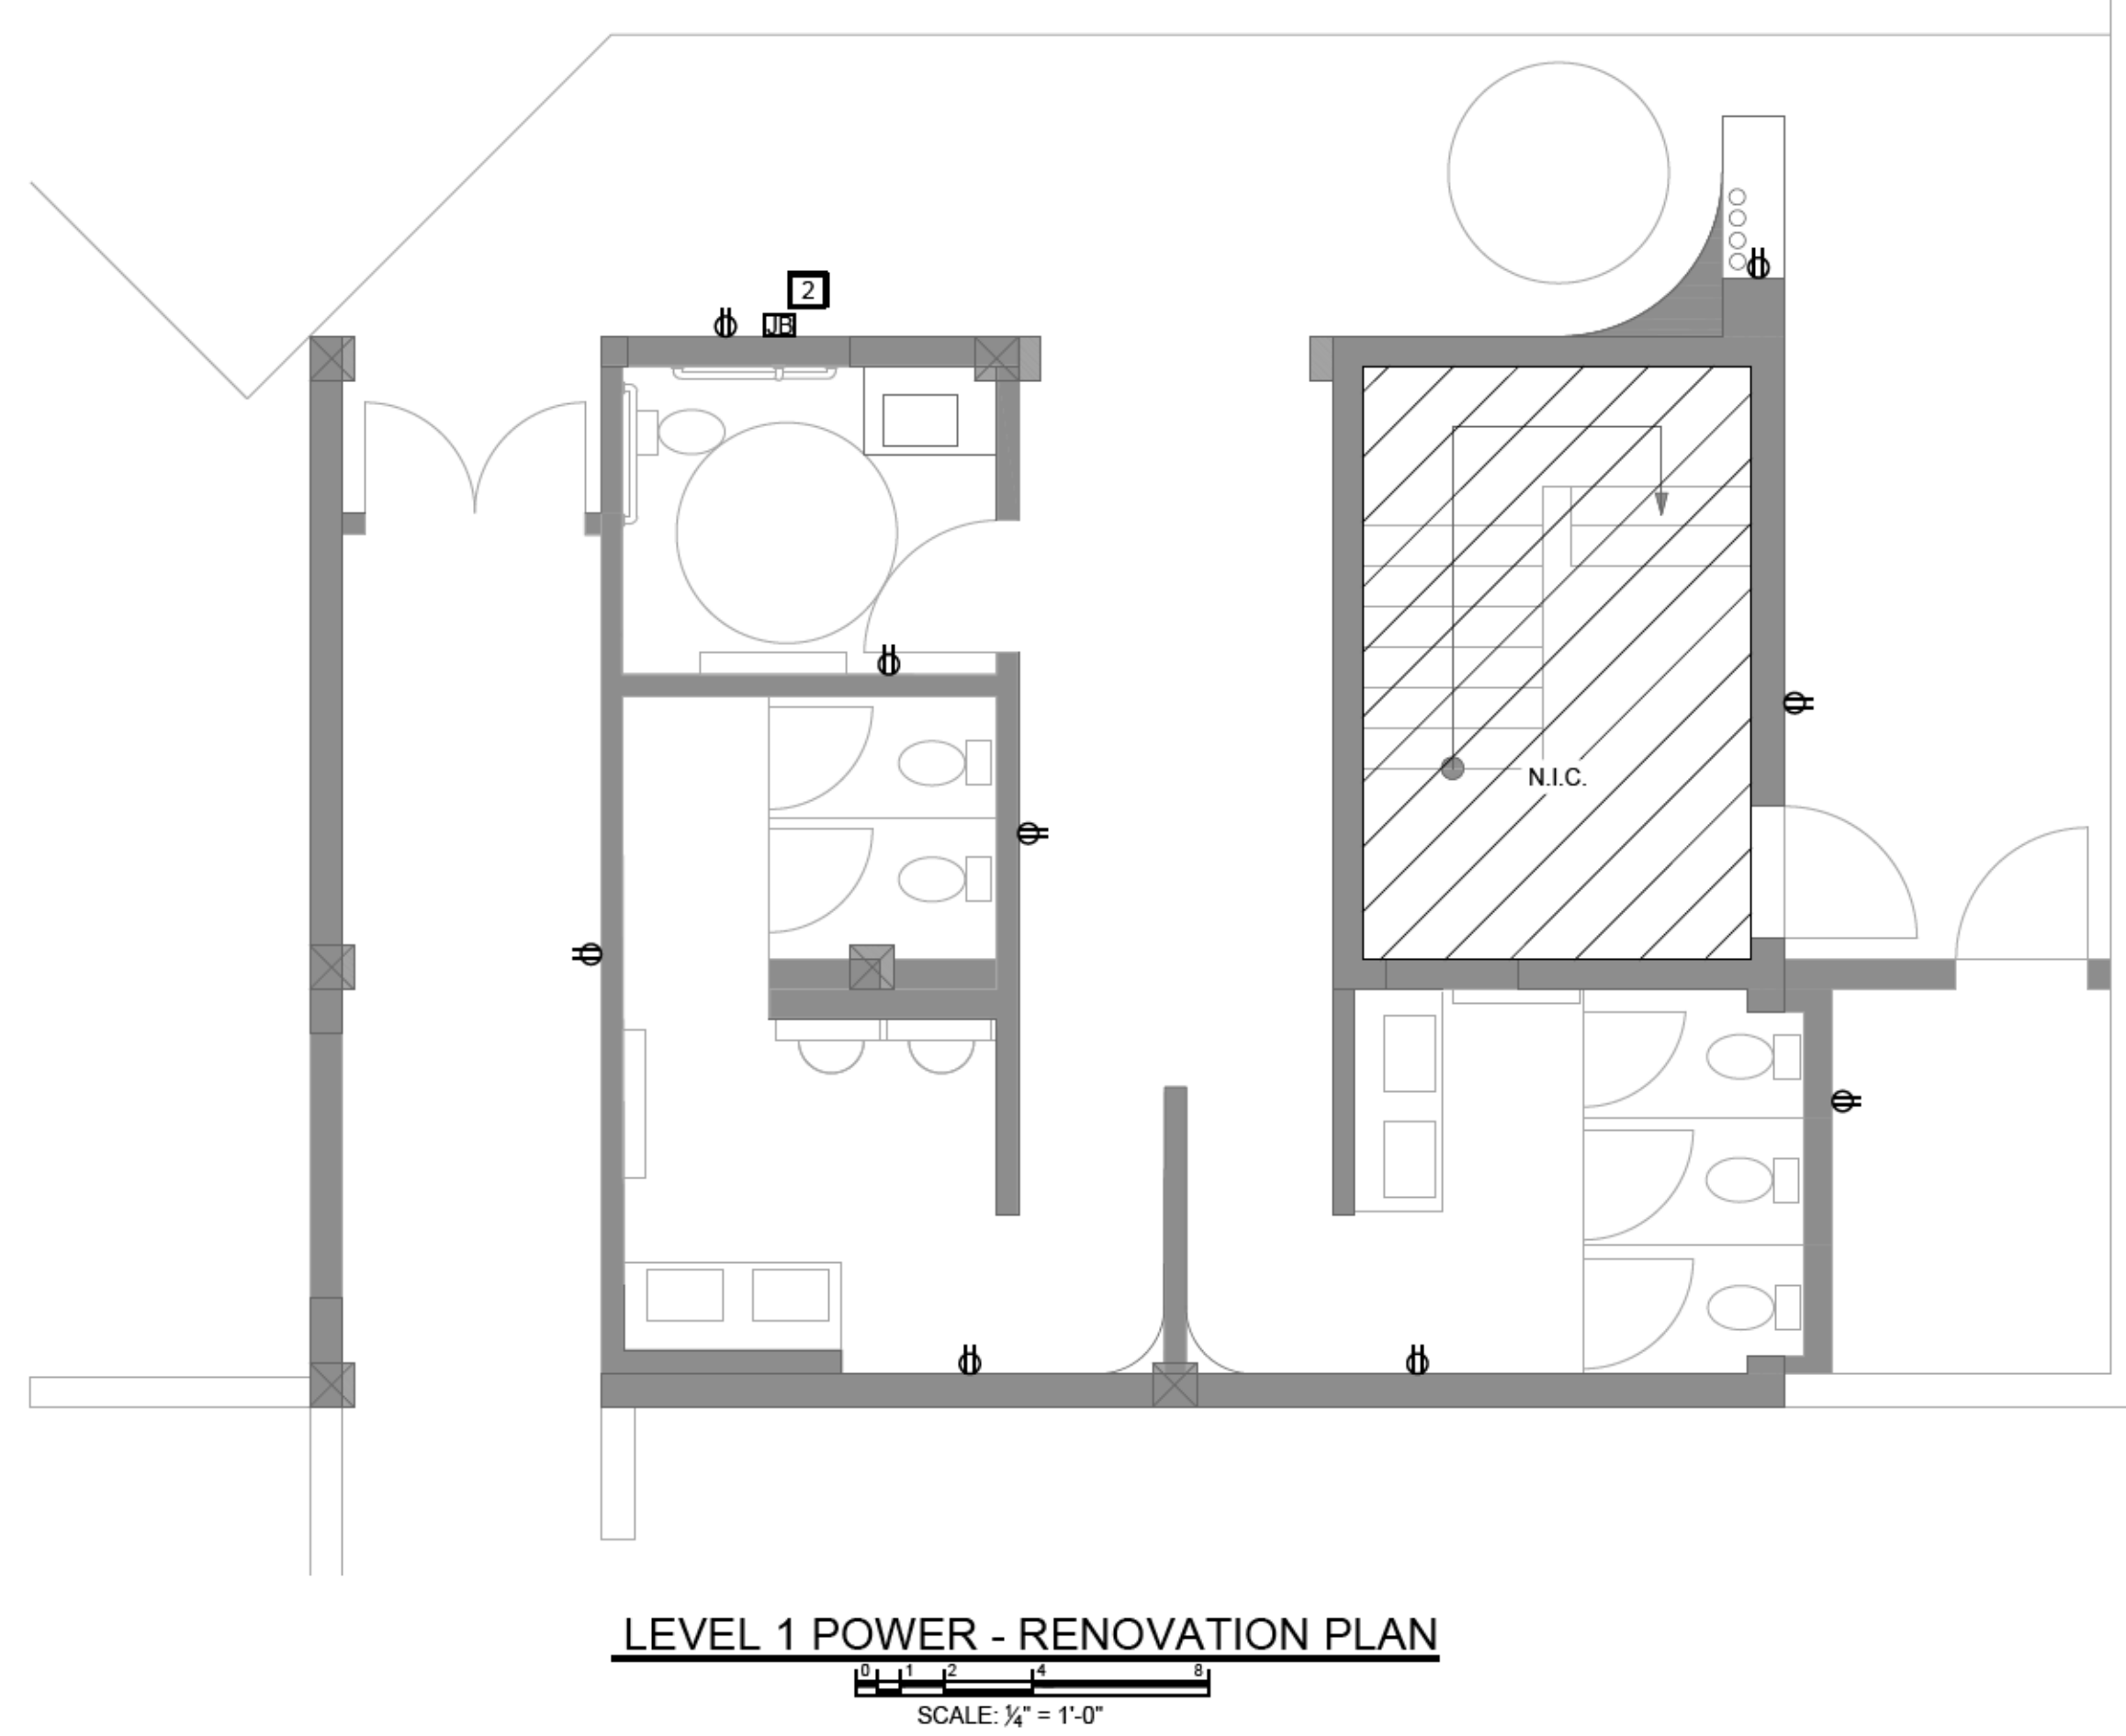 2
JB
N.I.C.
LEVEL 1 POWER - RENOVATION PLAN
0 1 2 4 8
SCALE: ¼" = 1'-0"